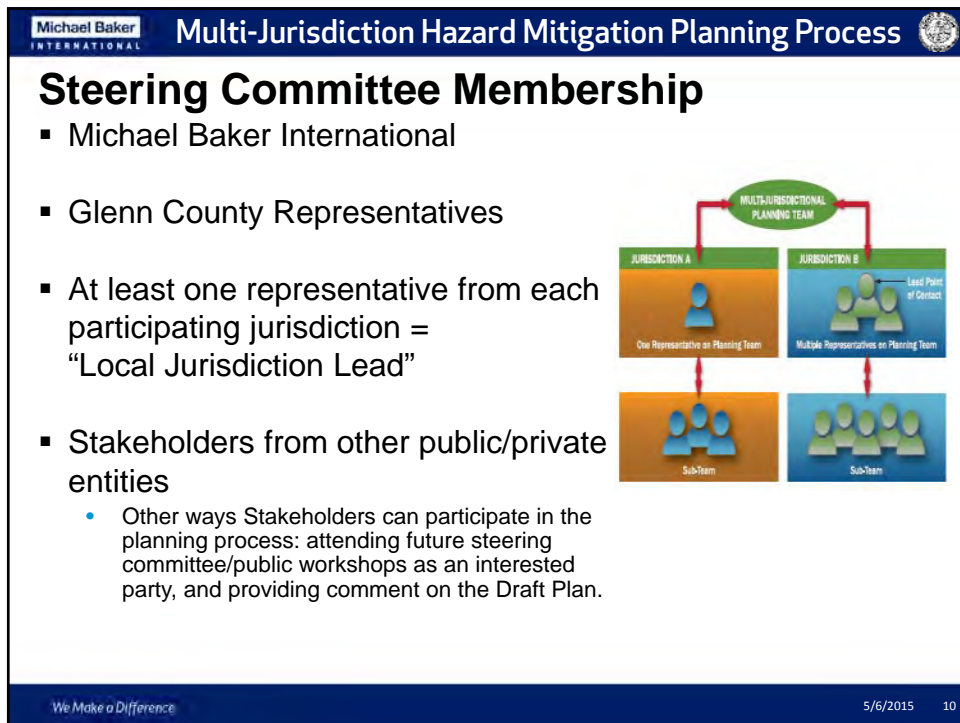 Michael Baker
INTERNATIONAL
Multi-Jurisdiction Hazard Mitigation Planning Process
Steering Committee Membership
▪ Michael Baker International
▪ Glenn County Representatives
▪ At least one representative from each
participating jurisdiction =
“Local Jurisdiction Lead”
▪ Stakeholders from other public/private
entities
• Other ways Stakeholders can participate in the
planning process: attending future steering
committee/public workshops as an interested
party, and providing comment on the Draft Plan.
MULTI-JURISDICTIONAL
PLANNING TEAM
JURISDICTION A
JURISDICTION B
Lead Point
of Contact
One Representative on Planning Team
Multiple Representatives on Planning Team
Sub-Team
Sub-Team
We Make a Difference
5/6/2015 10